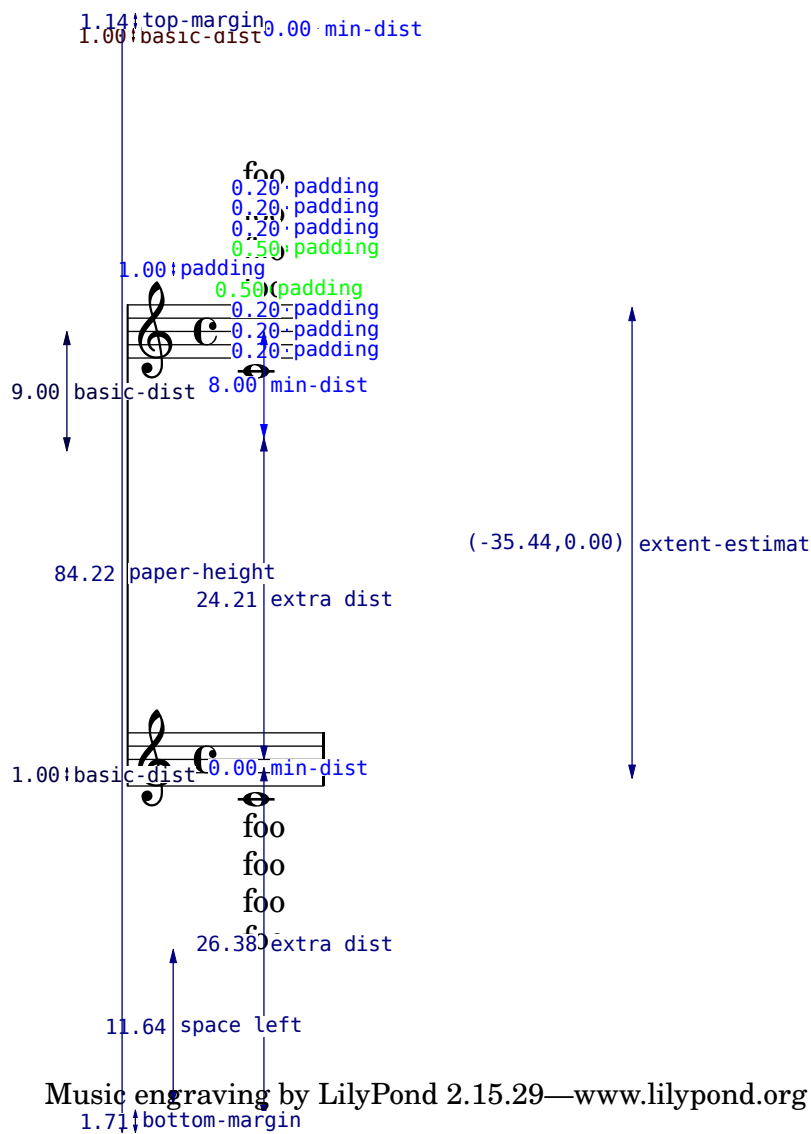 1.14 top-margin
1.00 basic-dist 0.00 min-dist
foo
0.20 padding
0.20 padding
foo
0.20 padding
0.50 padding
foo
1.00 padding
foo
0.50 padding
0.20 padding
0.20 padding
0.20 padding
8.00 min-dist
9.00 basic-dist
(-35.44,0.00) extent-estimat
84.22 paper-height
24.21 extra dist
0.00 min-dist
1.00 basic-dist
foo
foo
foo
foo
26.38 extra dist
11.64 space left
Music engraving by LilyPond 2.15.29—www.lilypond.org
1.71 bottom-margin